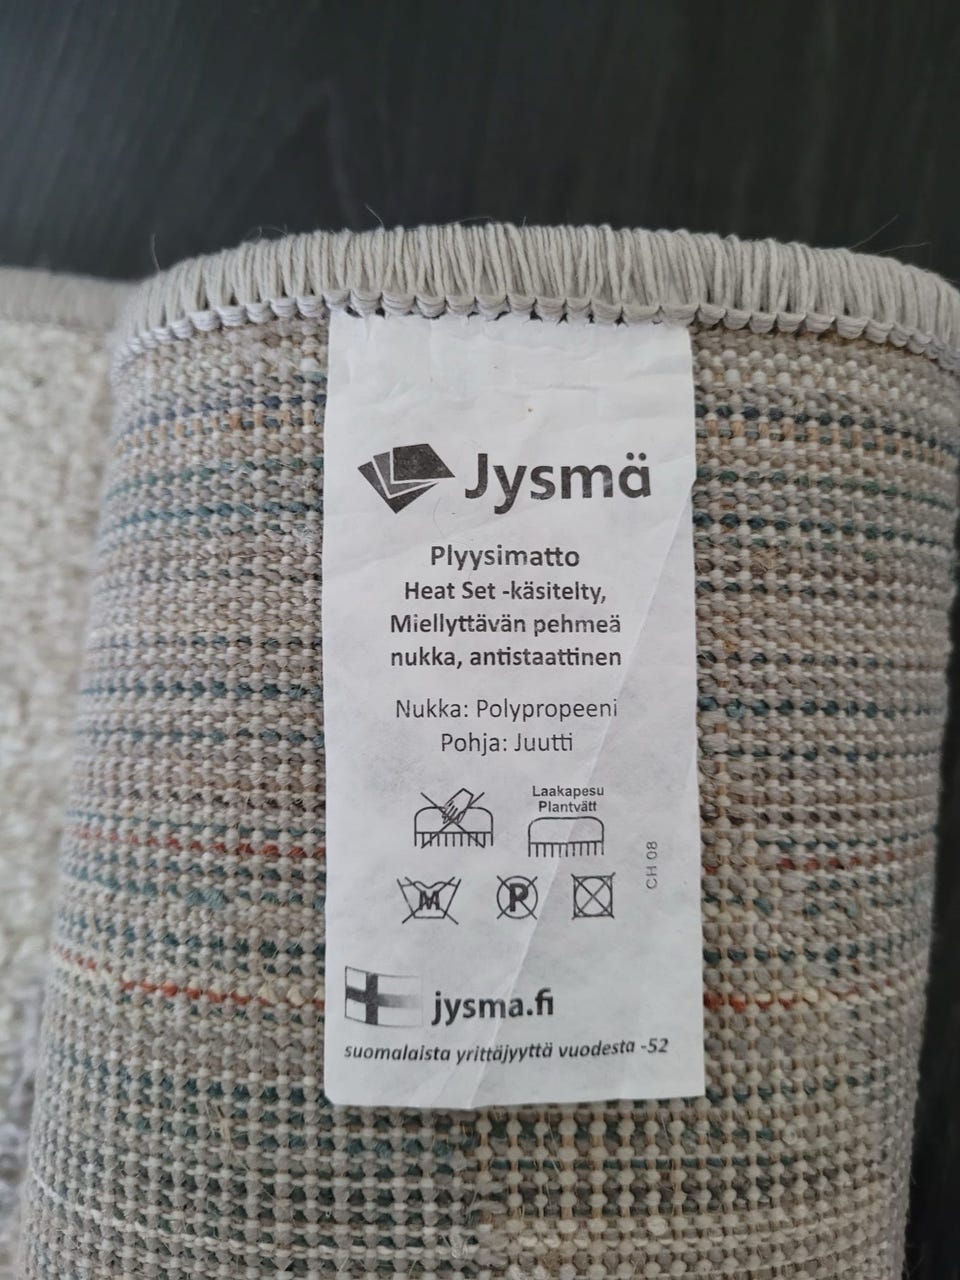 Jysmä
Plyysimatto
Heat Set -käsitelty,
Miellyttävän pehmeä
nukka, antistaattinen
Nukka: Polypropeeni
Pohja: Juutti
Laakapesu
Plantvätt
M
P
CH 08
jysma.fi
suomalaista yrittäjyyttä vuodesta -52